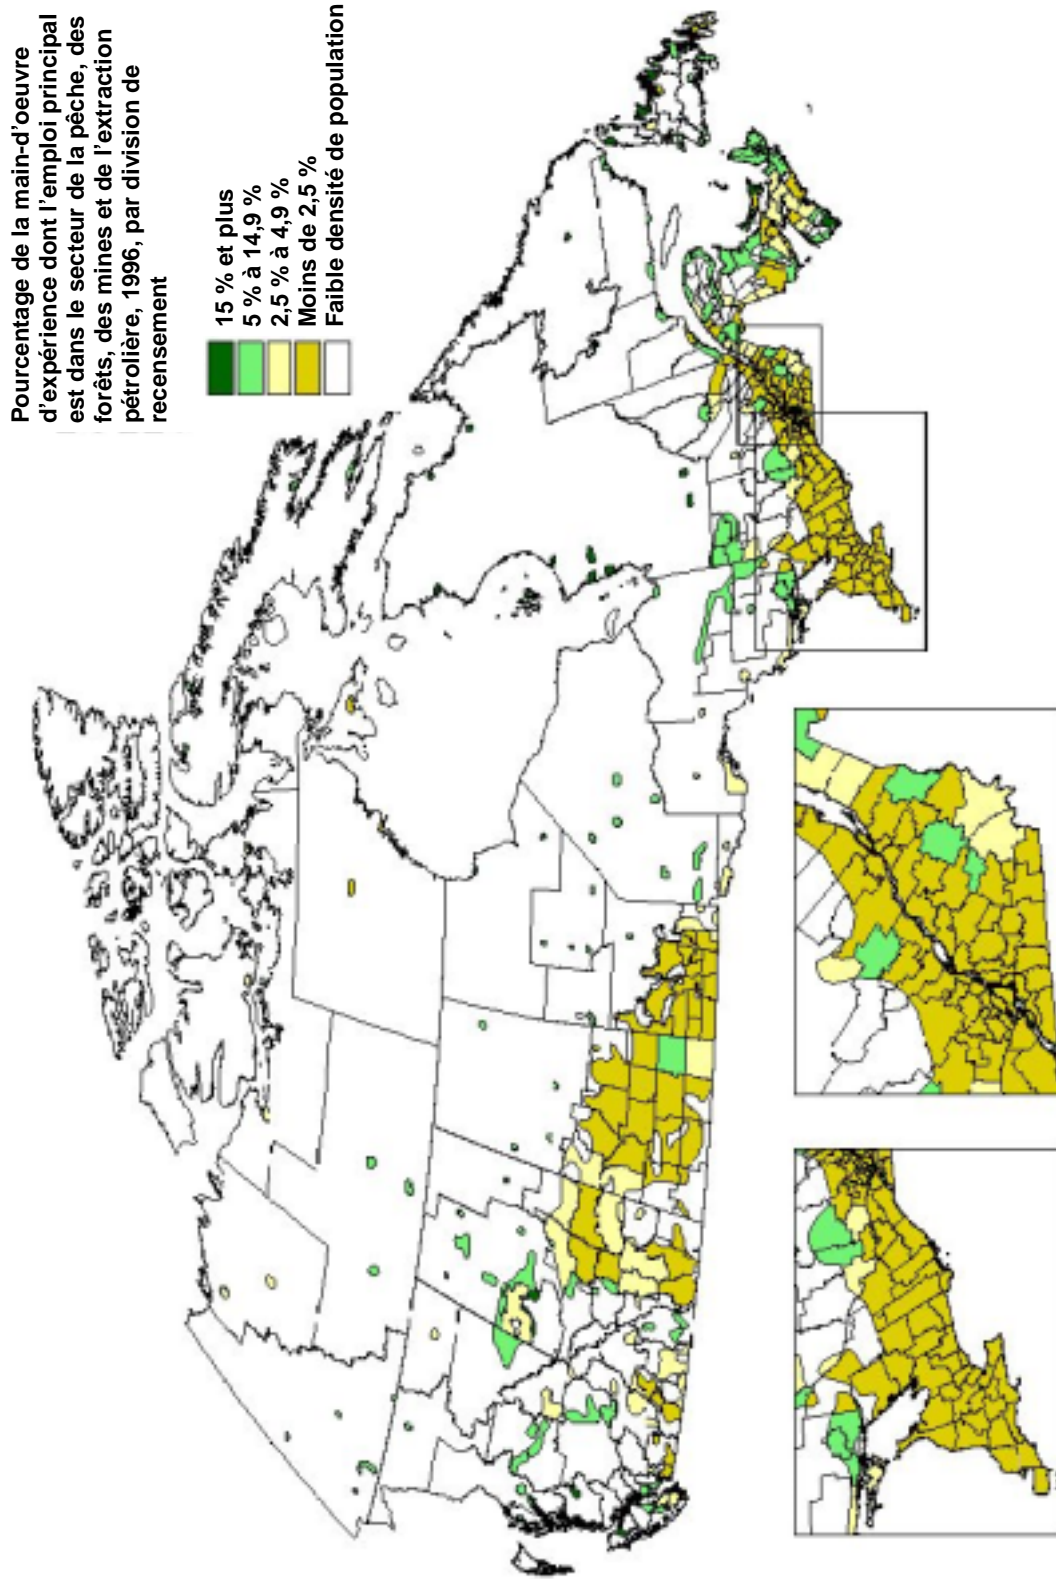 Pourcentage de la main-d'oeuvre
d'expérience dont l'emploi principal
est dans le secteur de la pêche, des
forêts, des mines et de l'extraction
pétrolière, 1996, par division de
recensement
15 % et plus
5 % à 14,9 %
2,5 % à 4,9 %
Moins de 2,5 %
Faible densité de population